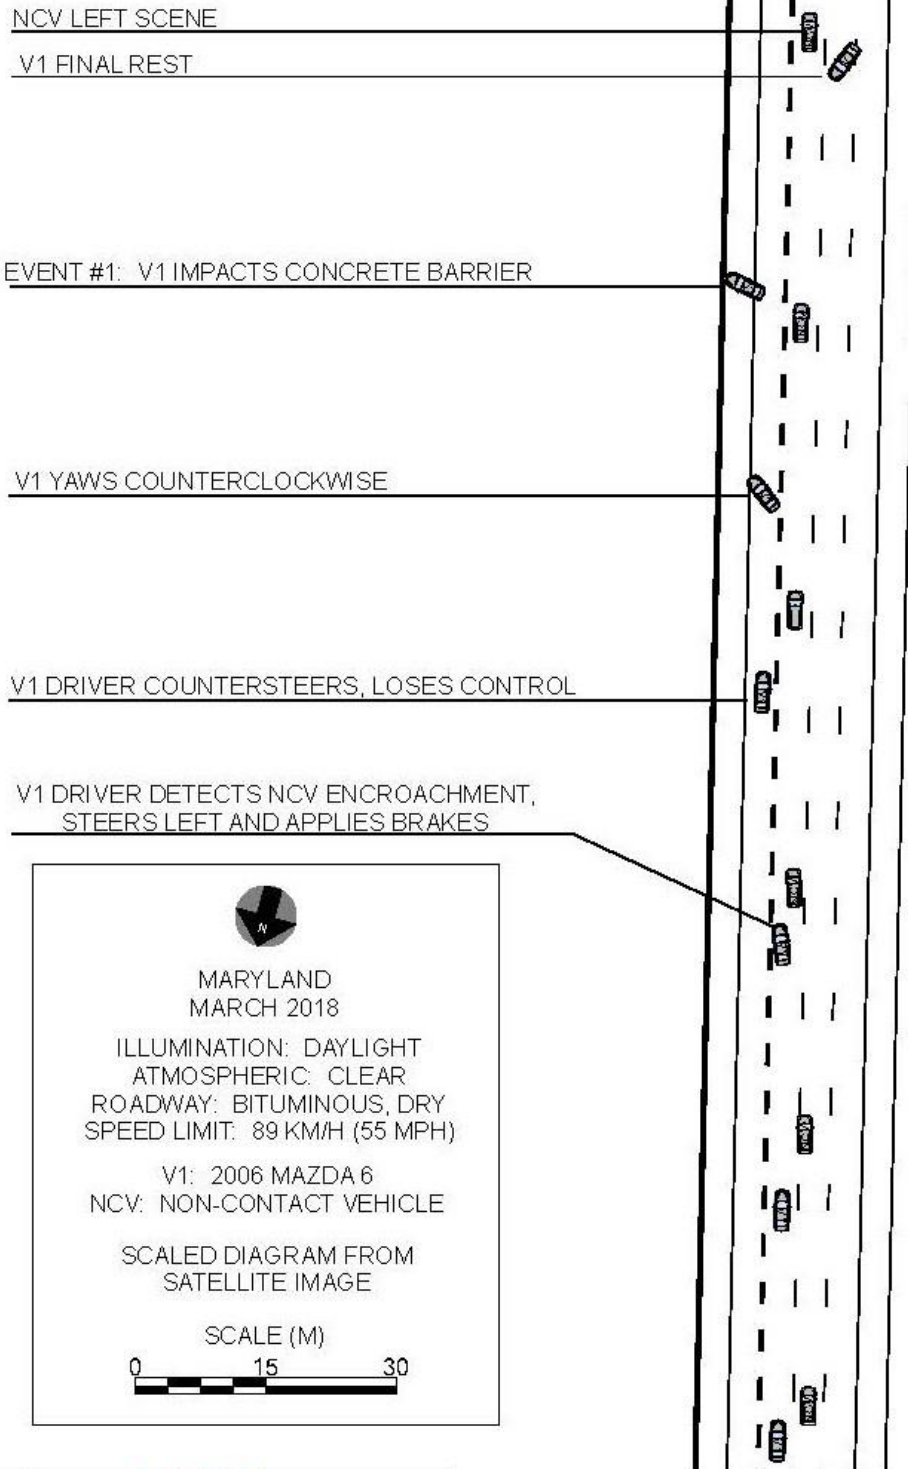 NCV LEFT SCENE
V1 FINAL REST
EVENT #1: V1 IMPACTS CONCRETE BARRIER
V1 YAWS COUNTERCLOCKWISE
V1 DRIVER COUNTERSTEERS, LOSES CONTROL
V1 DRIVER DETECTS NCV ENCROACHMENT,
STEERS LEFT AND APPLIES BRAKES
N
MARYLAND
MARCH 2018
ILLUMINATION: DAYLIGHT
ATMOSPHERIC: CLEAR
ROADWAY: BITUMINOUS, DRY
SPEED LIMIT: 89 KM/H (55 MPH)
V1: 2006 MAZDA 6
NCV: NON-CONTACT VEHICLE
SCALED DIAGRAM FROM
SATELLITE IMAGE
SCALE (M)
0 15 30